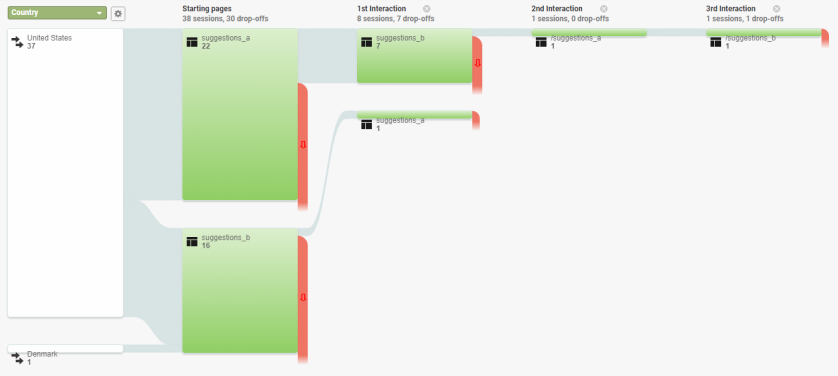 Country
Starting pages
38 sessions, 30 drop-offs
1st Interaction
8 sessions, 7 drop-offs
2nd Interaction
1 sessions, 0 drop-offs
3rd Interaction
1 sessions, 1 drop-offs
United States
37
suggestions_a
22
suggestions_b
7
/suggestions_a
1
/suggestions_b
1
suggestions_a
1
suggestions_b
16
Denmark
1